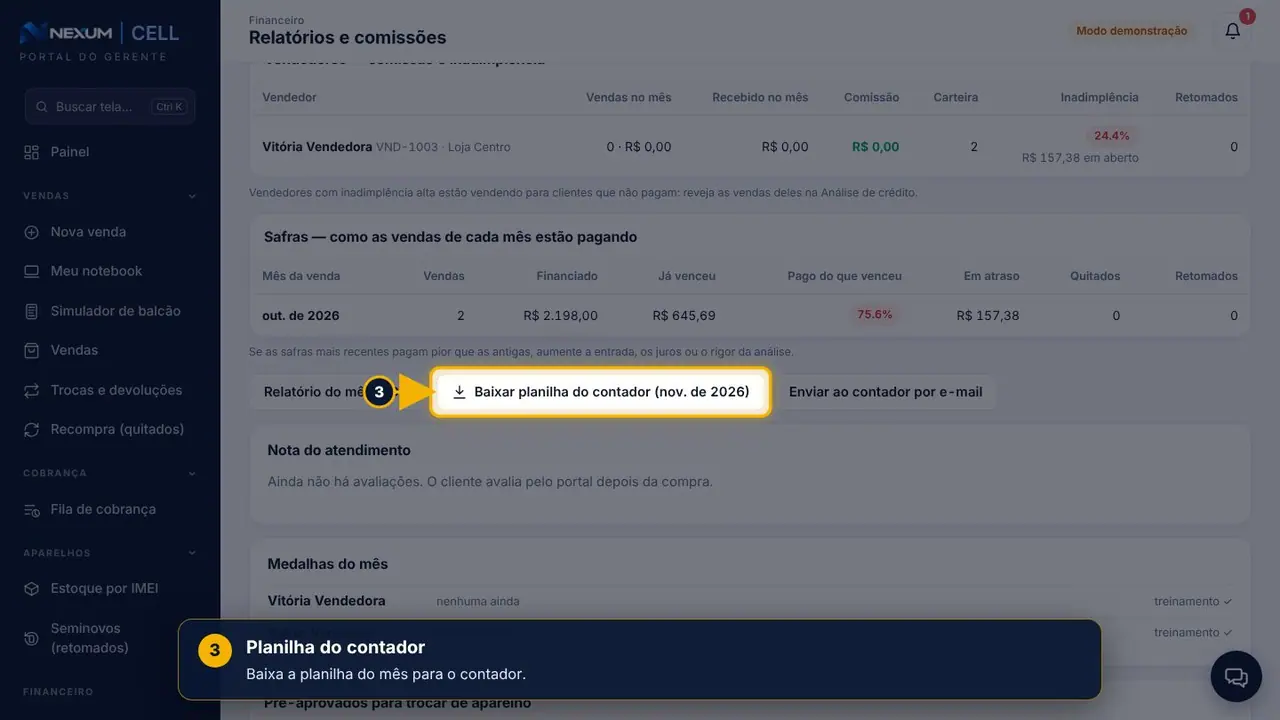 NEXUM | CELL
PORTAL DO GERENTE
Buscar tela... Ctrl K
Painel
VENDAS
Nova venda
Meu notebook
Simulador de balcão
Vendas
Trocas e devoluções
Recompra (quitados)
COBRANÇA
Fila de cobrança
APARELHOS
Estoque por IMEI
Seminovos
(retomados)
FINANCEIRO
Financeiro
Relatórios e comissões
Modo demonstração
1
Vendedor Vendas no mês Recebido no mês Comissão Carteira Inadimplência Retomados
Vitória Vendedora VND-1003 · Loja Centro 0 · R$ 0,00 R$ 0,00 R$ 0,00 2 24.4% 0
R$ 157,38 em aberto
Vendedores com inadimplência alta estão vendendo para clientes que não pagam: reveja as vendas deles na Análise de crédito.
Safras — como as vendas de cada mês estão pagando
Mês da venda Vendas Financiado Já venceu Pago do que venceu Em atraso Quitados Retomados
out. de 2026 2 R$ 2.198,00 R$ 645,69 75.6% R$ 157,38 0 0
Se as safras mais recentes pagam pior que as antigas, aumente a entrada, os juros ou o rigor da análise.
Relatório do mê 3 Baixar planilha do contador (nov. de 2026) Enviar ao contador por e-mail
Nota do atendimento
Ainda não há avaliações. O cliente avalia pelo portal depois da compra.
Medalhas do mês
Vitória Vendedora nenhuma ainda treinamento ✓
treinamento ✓
3 Planilha do contador
Baixa a planilha do mês para o contador.
Pré-aprovados para trocar de aparelho